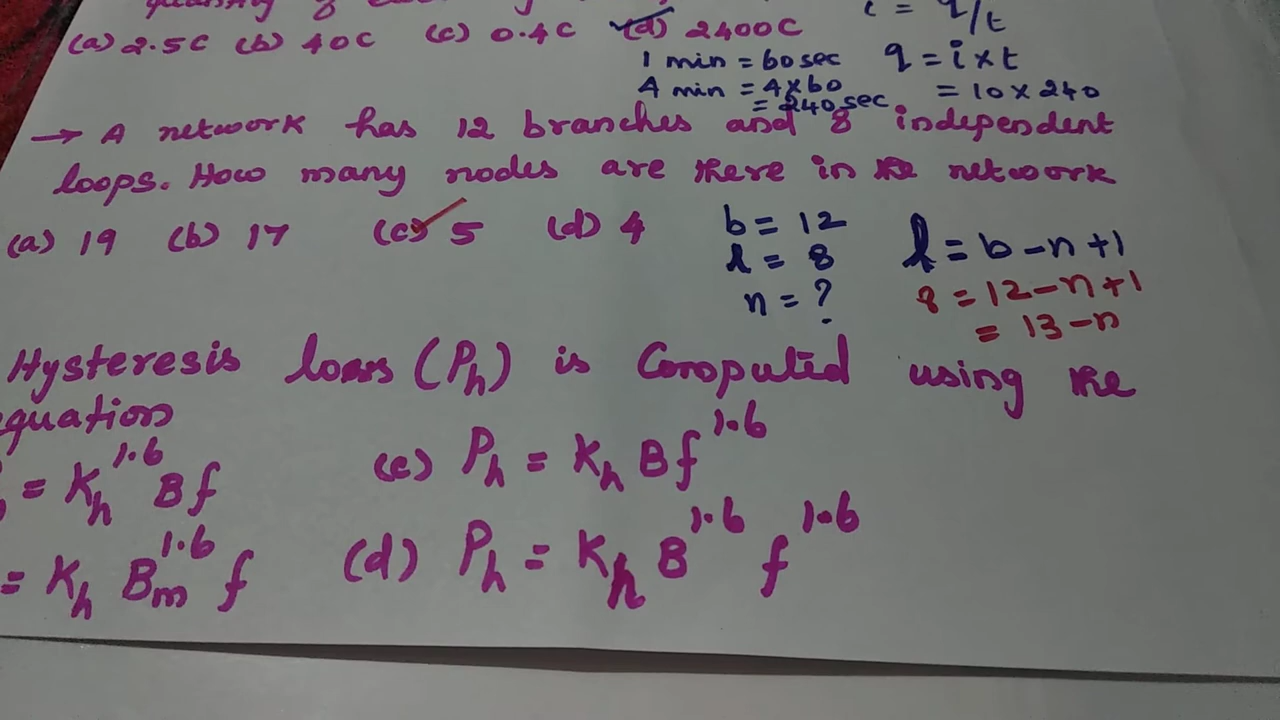 quantity of
i = q/t
(a) 2.5C (b) 40C (c) 0.4C (d) 2400C
1 min = 60 sec
4 min = 4×60
= 240 sec
q = i×t
= 10×240
→ A network has 12 branches and 8 independent
loops. How many nodes are there in the network
(a) 19 (b) 17 (c) 5 (d) 4
b = 12
l = 8
n = ?
l = b-n+1
8 = 12-n+1
= 13-n
Hysteresis loss (Ph) is Computed using the
equation
= Kh^1.6 B f
(c) Ph = Kh B f^1.6
= Kh Bm^1.6 f
(d) Ph = Kh B^1.6 f^1.6